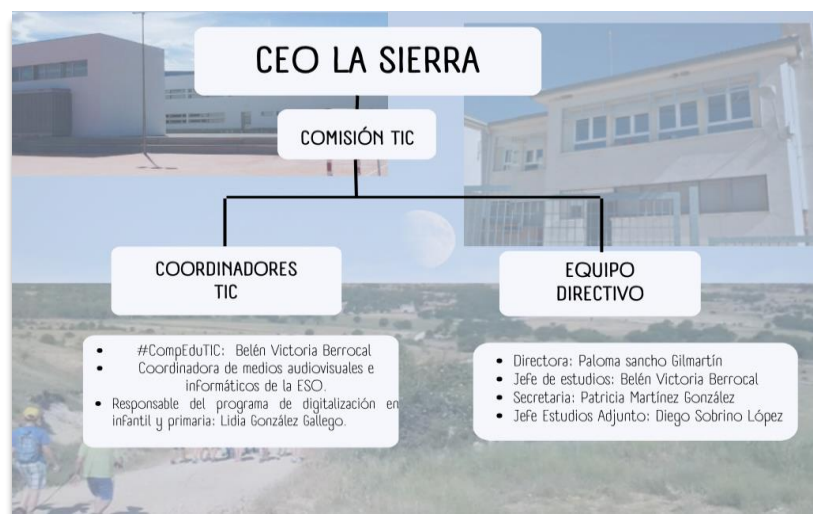 CEO LA SIERRA
COMISIÓN TIC
COORDINADORES
TIC
#CompEduTIC: Belén Victoria Berrocal
Coordinadora de medios audiovisuales e
informáticos de la ESO.
Responsable del programa de digitalización en
infantil y primaria: Lidia González Gallego.
EQUIPO
DIRECTIVO
Directora: Paloma sancho Gilmartín
Jefe de estudios: Belén Victoria Berrocal
Secretaria: Patricia Martínez González
Jefe Estudios Adjunto: Diego Sobrino López